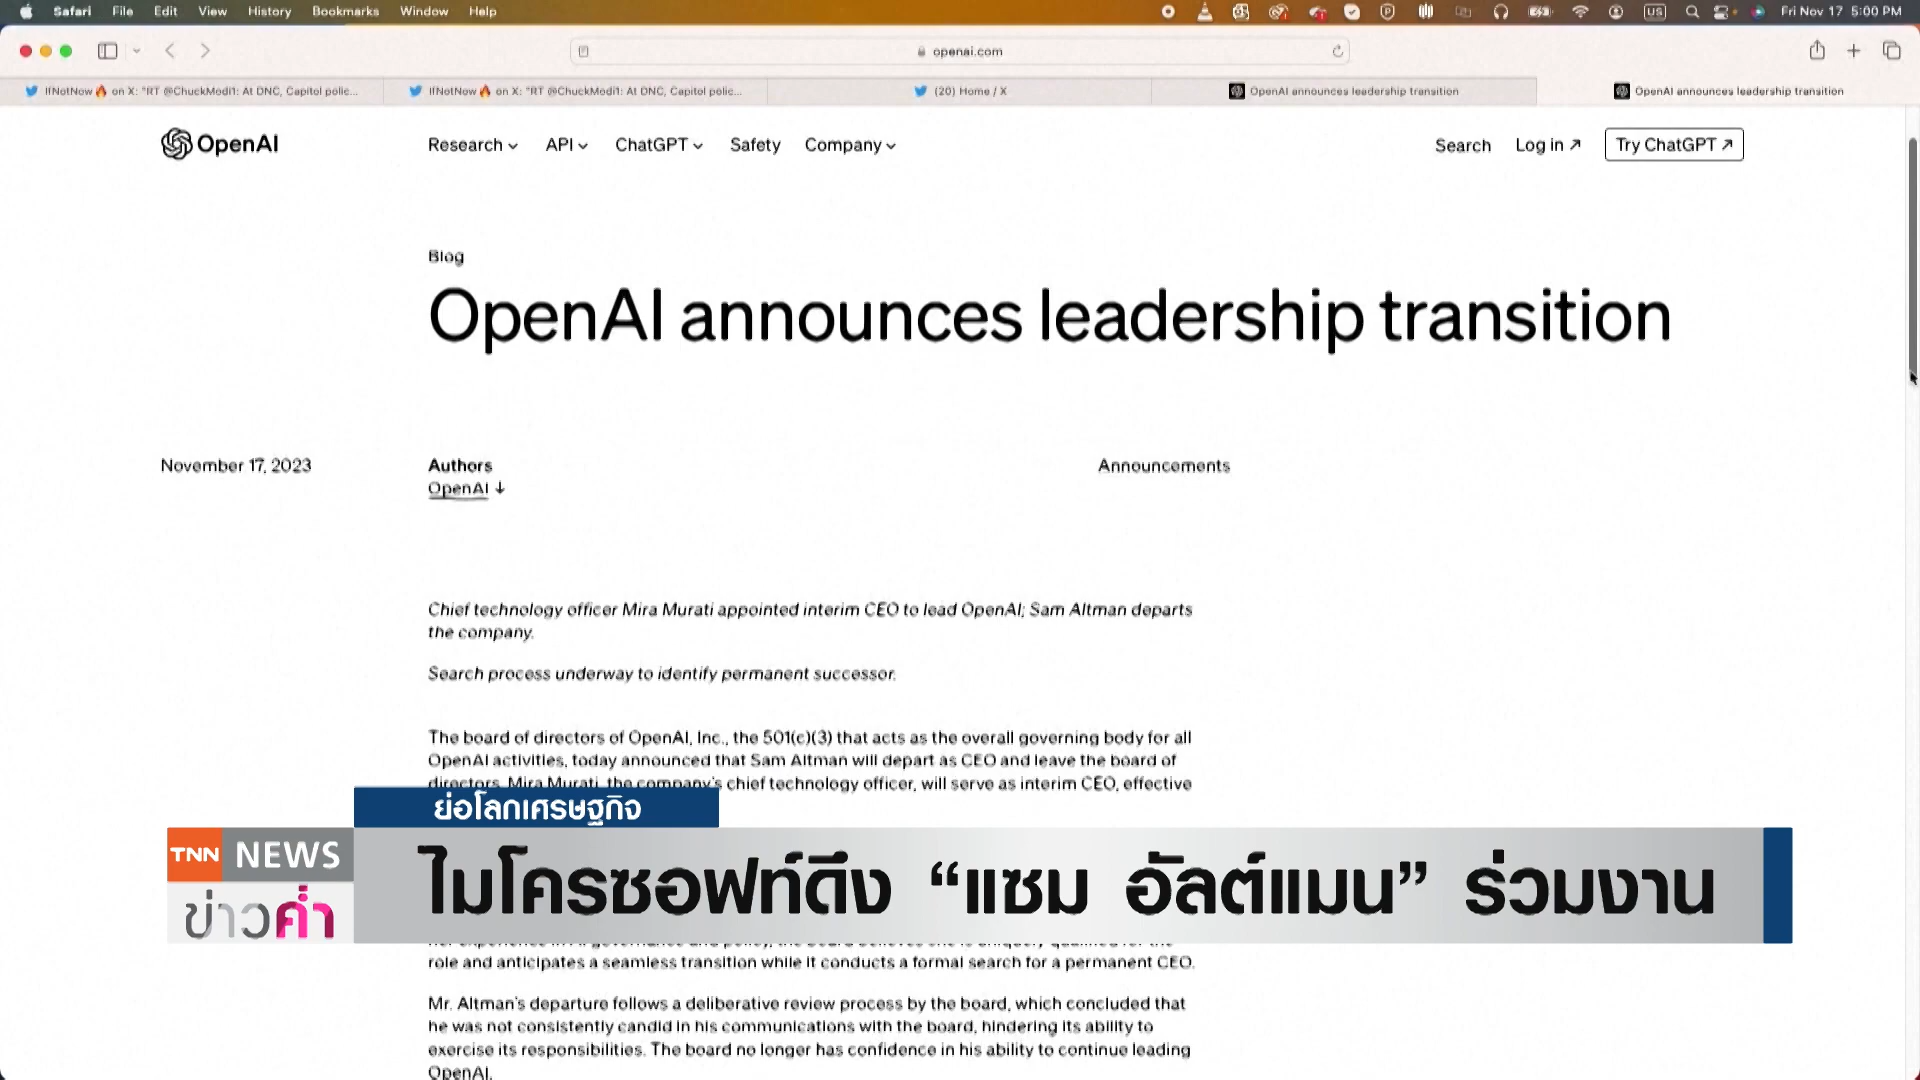 Safari File Edit View History Bookmarks Window Help US Fri Nov 17 5:00 PM
openai.com
IfNotNow🔥 on X: "RT @ChuckModi1: At DNC, Capitol polic... IfNotNow🔥 on X: "RT @ChuckModi1: At DNC, Capitol polic... (20) Home / X OpenAI announces leadership transition OpenAI announces leadership transition
OpenAI Research API ChatGPT Safety Company Search Log in ↗ Try ChatGPT ↗
Blog
OpenAI announces leadership transition
November 17, 2023 Authors Announcements
OpenAI ↓
Chief technology officer Mira Murati appointed interim CEO to lead OpenAI; Sam Altman departs
the company.
Search process underway to identify permanent successor.
The board of directors of OpenAI, Inc., the 501(c)(3) that acts as the overall governing body for all
OpenAI activities, today announced that Sam Altman will depart as CEO and leave the board of
directors. Mira Murati, the company's chief technology officer, will serve as interim CEO, effective
ย่อโลกเศรษฐกิจ
TNN NEWS
ข่าวค่ำ
ไมโครซอฟท์ดึง “แซม อัลต์แมน” ร่วมงาน
role and anticipates a seamless transition while it conducts a formal search for a permanent CEO.
Mr. Altman's departure follows a deliberative review process by the board, which concluded that
he was not consistently candid in his communications with the board, hindering its ability to
exercise its responsibilities. The board no longer has confidence in his ability to continue leading
OpenAI.